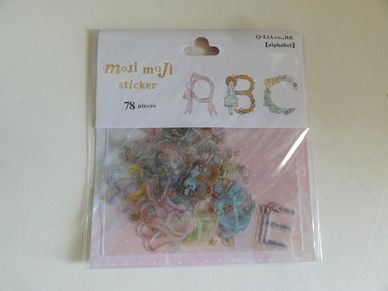 Q-LiA co.,ltd.
【alphabet】
moji moji
sticker
78 pieces
ABC
E